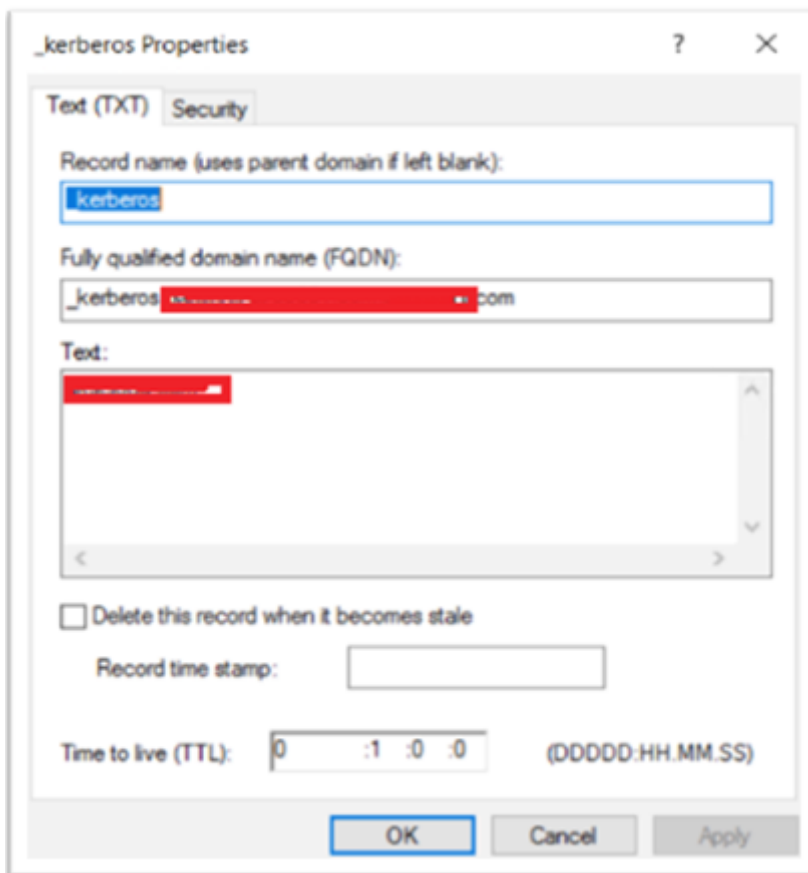 _kerberos Properties
?
Text (TXT)
Security
Record name (uses parent domain if left blank):
_kerberos
Fully qualified domain name (FQDN):
_kerberos com
Text:
Delete this record when it becomes stale
Record time stamp:
Time to live (TTL):
0 :1 :0 :0
(DDDDD:HH.MM.SS)
OK
Cancel
Apply